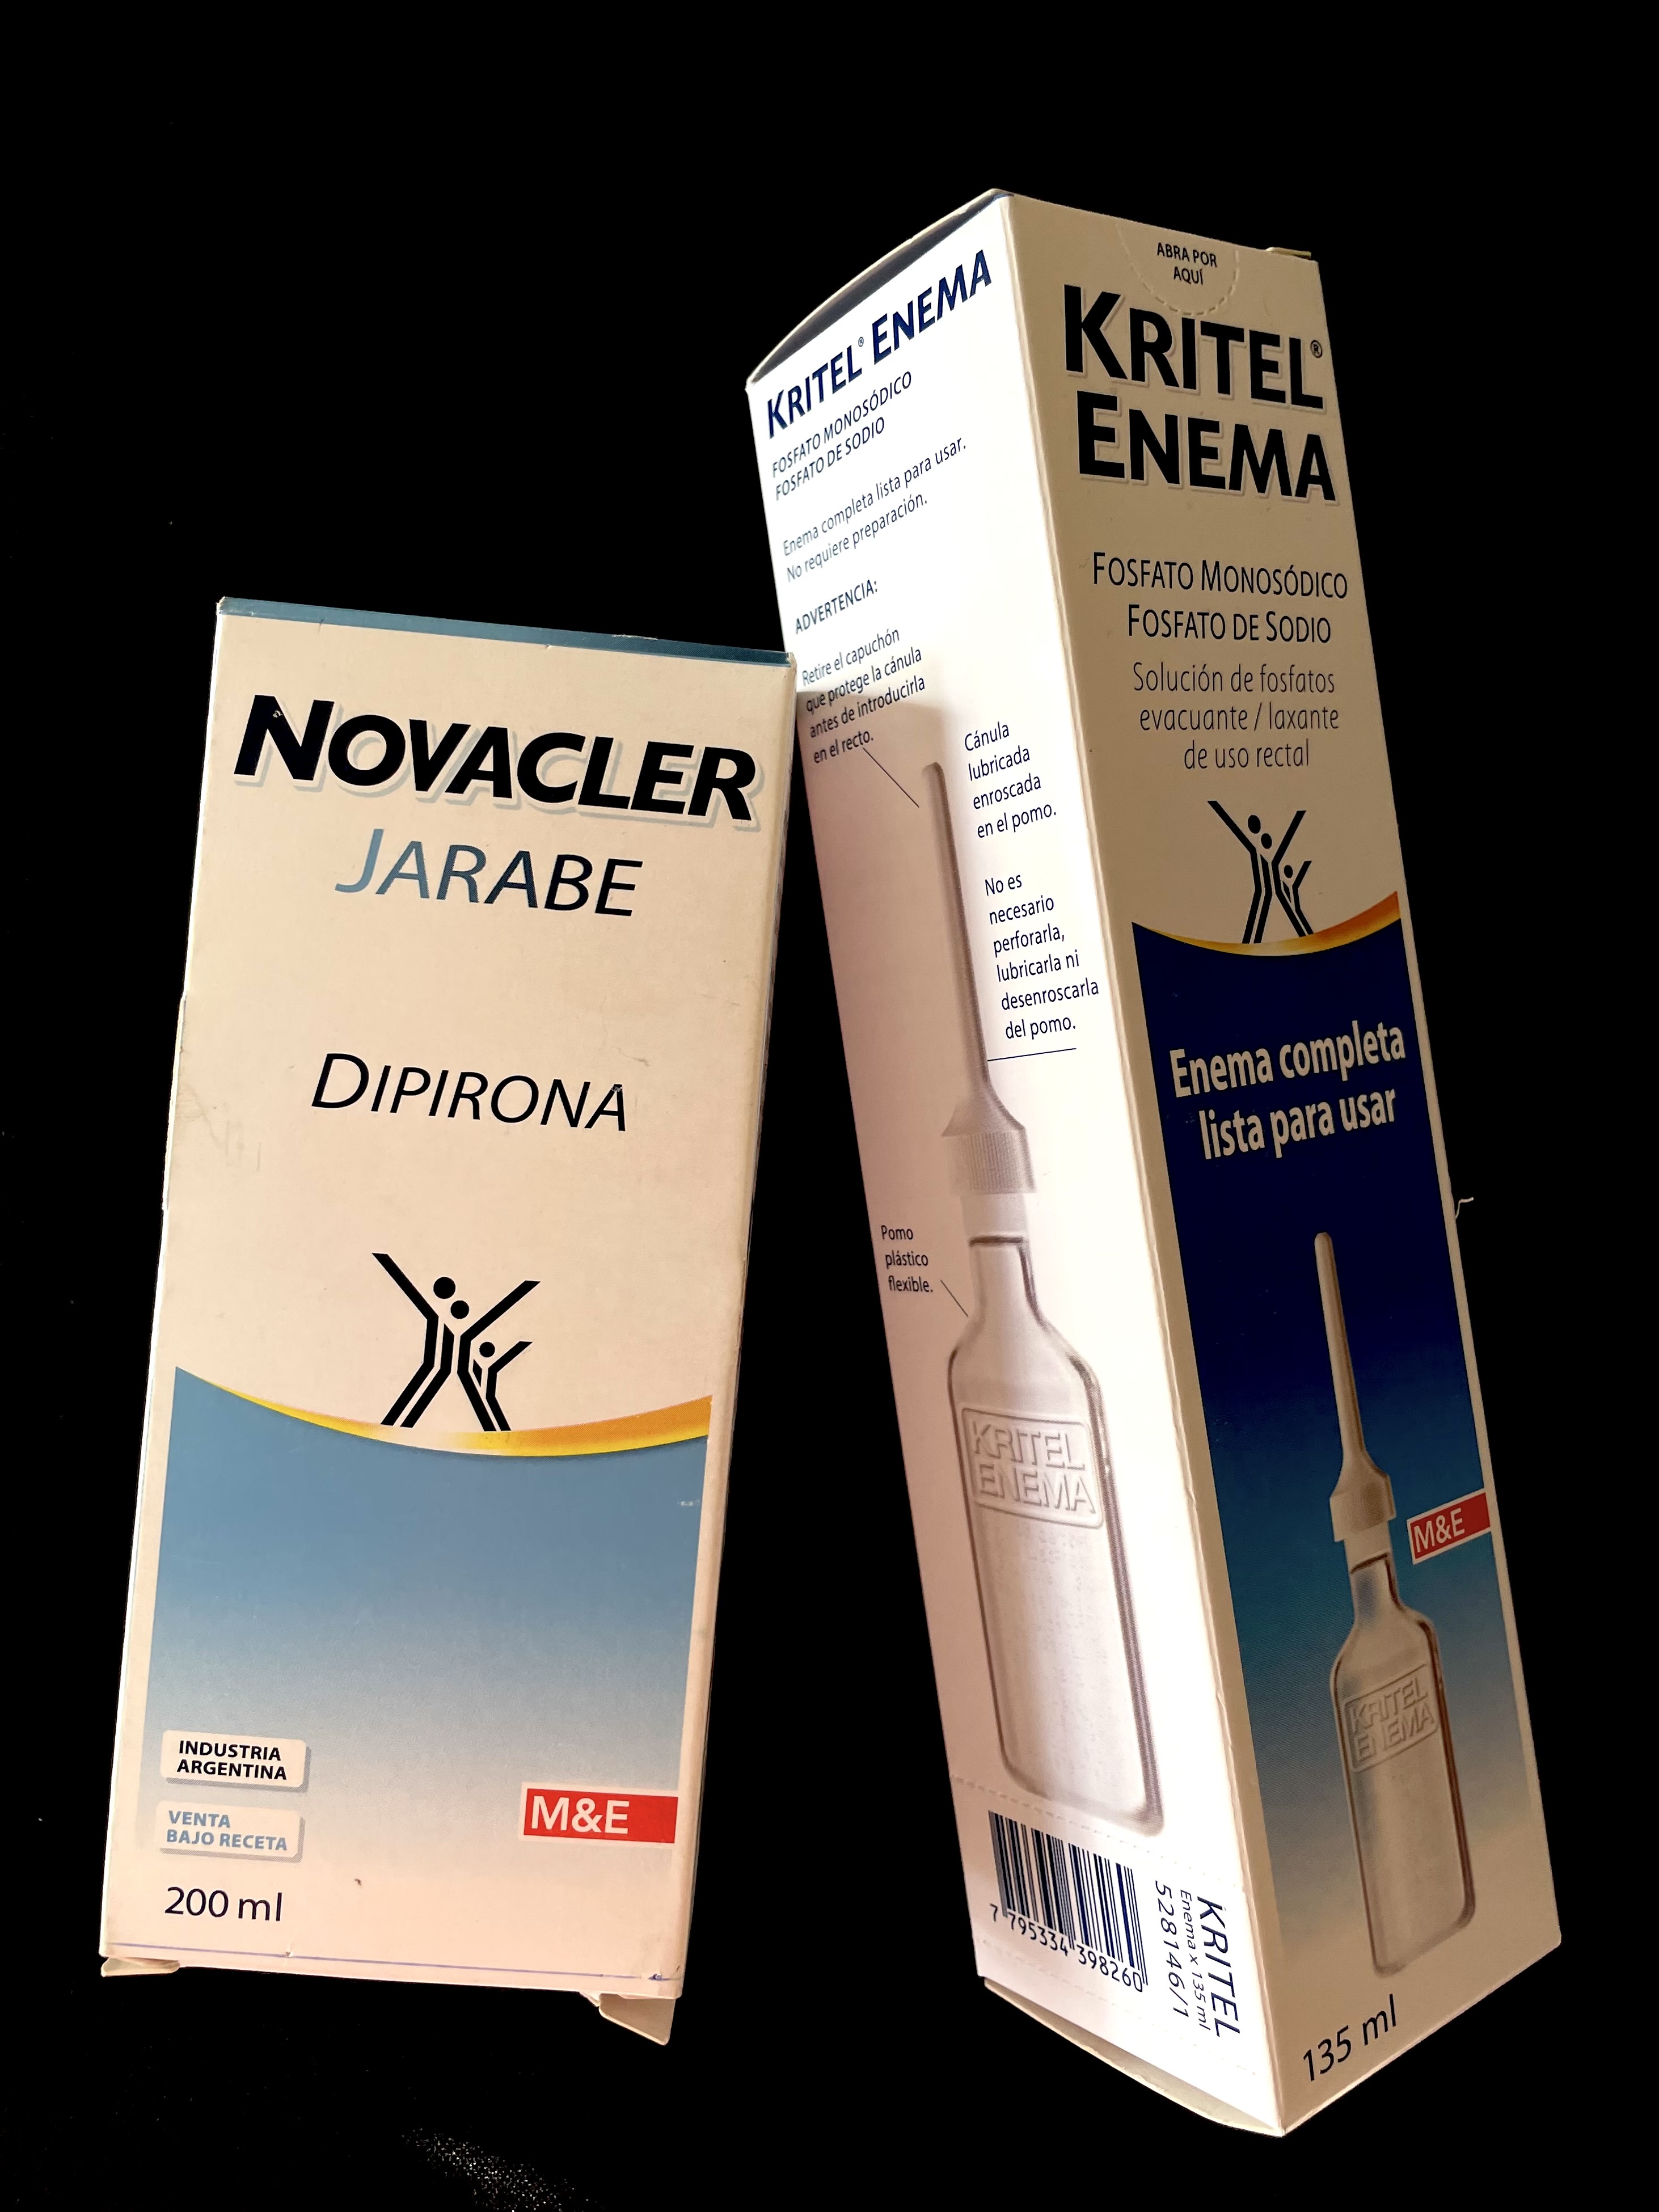 NOVACLER
JARABE
DIPIRONA
INDUSTRIA
ARGENTINA
VENTA
BAJO RECETA
M&E
200 ml
KRITEL® ENEMA
FOSFATO MONOSÓDICO
FOSFATO DE SODIO
Enema completa lista para usar.
No requiere preparación.
ADVERTENCIA:
Retire el capuchón
que protege la cánula
antes de introducirla
en el recto.
Cánula
lubricada
enroscada
en el pomo.
No es
necesario
perforarla,
lubricarla ni
desenroscarla
del pomo.
Pomo
plástico
flexible.
KRITEL
ENEMA
7 795334 398260
KRITEL
Enema x 135 ml
528146/1
ABRA POR
AQUÍ
KRITEL®
ENEMA
FOSFATO MONOSÓDICO
FOSFATO DE SODIO
Solución de fosfatos
evacuante / laxante
de uso rectal
Enema completa
lista para usar
M&E
KRITEL
ENEMA
135 ml